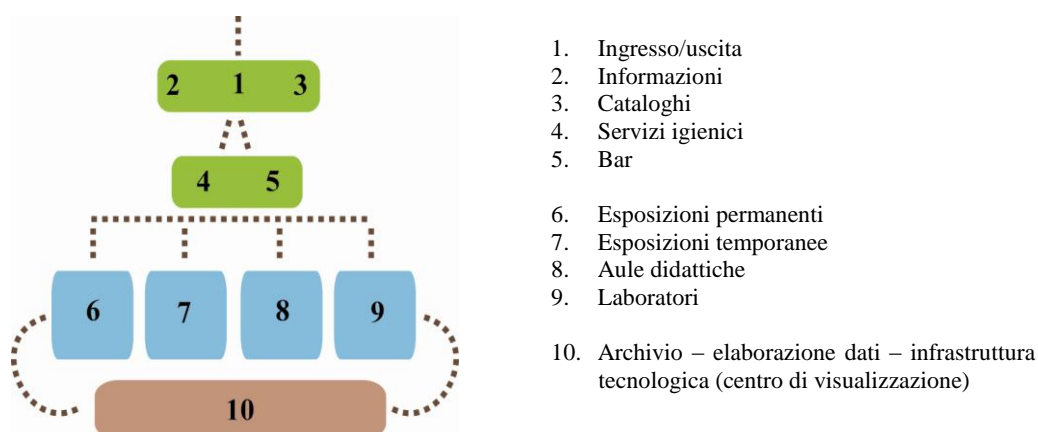 2 1 3
4 5
6 7 8 9
10
1. Ingresso/uscita
2. Informazioni
3. Cataloghi
4. Servizi igienici
5. Bar
6. Esposizioni permanenti
7. Esposizioni temporanee
8. Aule didattiche
9. Laboratori
10. Archivio – elaborazione dati – infrastruttura
tecnologica (centro di visualizzazione)